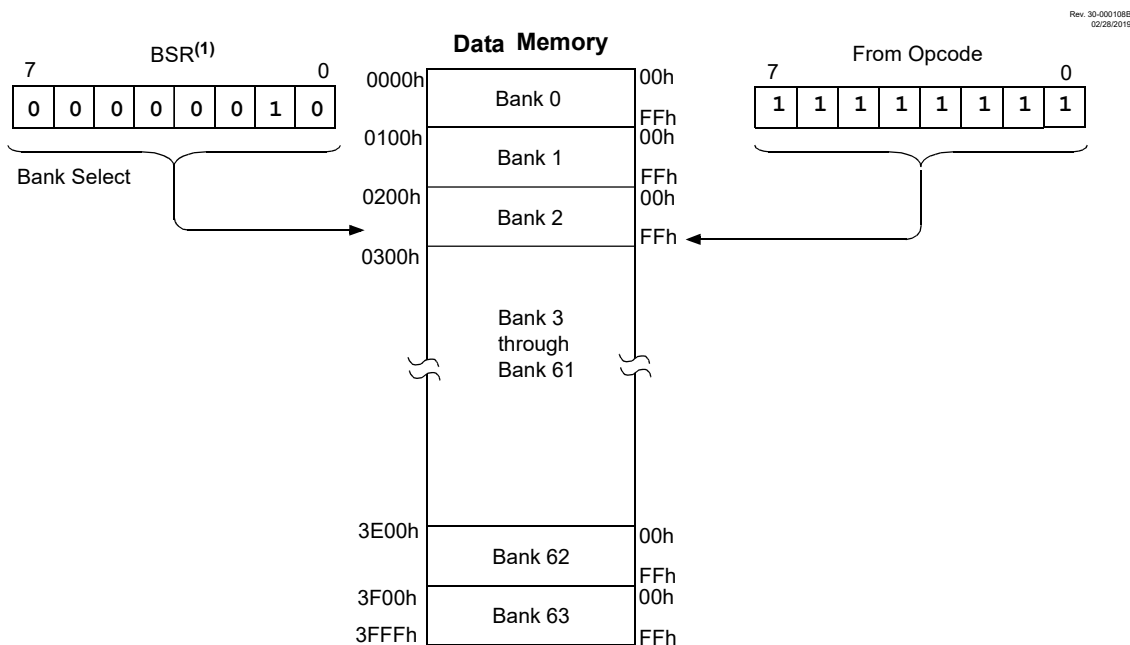 Rev. 30-000108B
02/28/2019
Data Memory
BSR(1)
7 0
0 0 0 0 0 0 1 0
Bank Select
From Opcode
7 0
1 1 1 1 1 1 1 1
0000h
Bank 0
00h
FFh
0100h
Bank 1
00h
FFh
0200h
Bank 2
00h
FFh
0300h
Bank 3
through
Bank 61
3E00h
Bank 62
00h
FFh
3F00h
Bank 63
00h
3FFFh
FFh